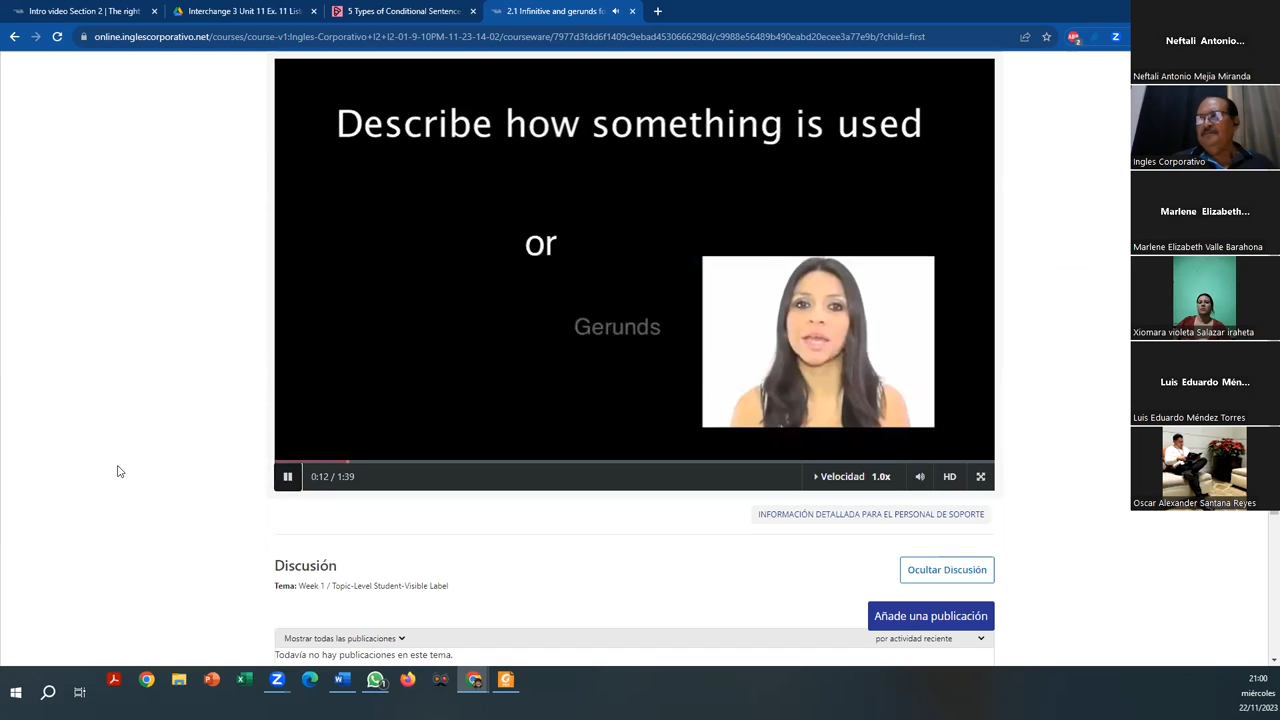 Intro video Section 2 | The right
Interchange 3 Unit 11 Ex. 11 List
5 Types of Conditional Sentence
2.1 Infinitive and gerunds fo
online.inglescorporativo.net/courses/course-v1:Ingles-Corporativo+I2+I2-01-9-10PM-11-23-14-02/courseware/7977d3fdd6f1409c9ebad4530666298d/c9988e56489b490eabd20ecee3a77e9b/?child=first
Describe how something is used
or
Gerunds
0:12 / 1:39
Velocidad 1.0x
HD
INFORMACIÓN DETALLADA PARA EL PERSONAL DE SOPORTE
Discusión
Ocultar Discusión
Tema: Week 1 / Topic-Level Student-Visible Label
Añade una publicación
Mostrar todas las publicaciones
por actividad reciente
Todavía no hay publicaciones en este tema.
Neftali Antonio...
Neftali Antonio Mejia Miranda
Ingles Corporativo
Marlene Elizabeth...
Marlene Elizabeth Valle Barahona
Xiomara violeta Salazar iraheta
Luis Eduardo Mén...
Luis Eduardo Méndez Torres
Oscar Alexander Santana Reyes
21:00
miércoles
22/11/2023